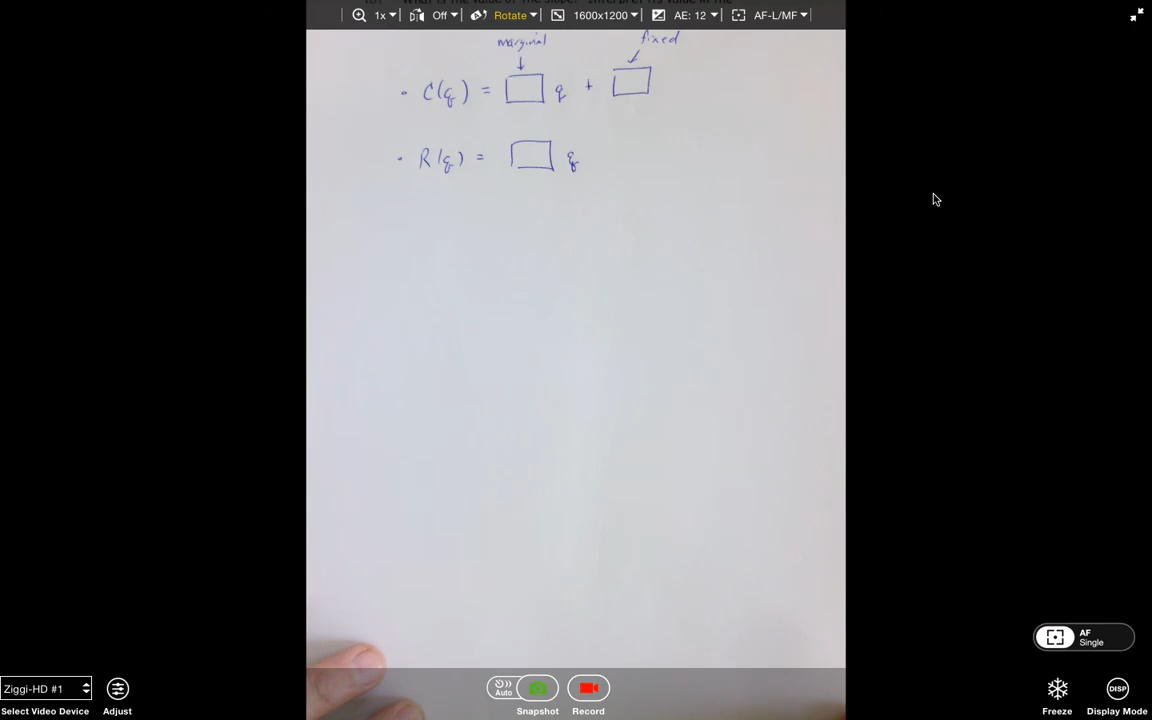 1x Off Rotate 1600x1200 AE: 12 AF-L/MF
marginal fixed
• C(q) = □ q + □
• R(q) = □ q
AF
Single
Ziggi-HD #1
Auto
DISP
Select Video Device Adjust Snapshot Record Freeze Display Mode